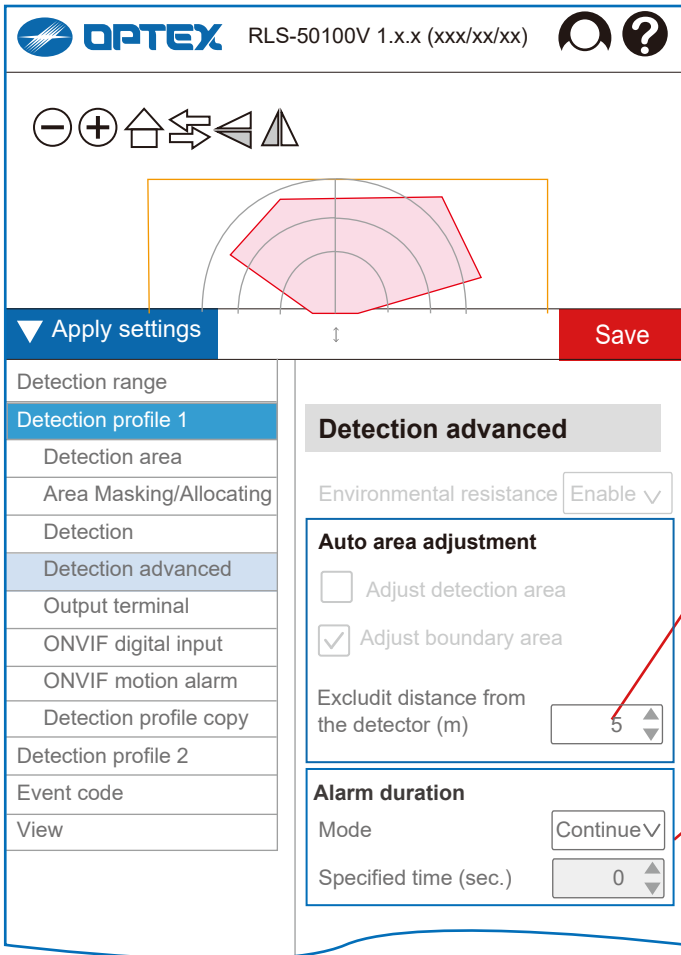 OPTEX RLS-50100V 1.x.x (xxx/xx/xx) ?
Apply settings
Save
Detection range
Detection profile 1
Detection area
Area Masking/Allocating
Detection
Detection advanced
Output terminal
ONVIF digital input
ONVIF motion alarm
Detection profile copy
Detection profile 2
Event code
View
Detection advanced
Environmental resistance Enable
Auto area adjustment
Adjust detection area
Adjust boundary area
Excludit distance from
the detector (m) 5
Alarm duration
Mode Continue
Specified time (sec.) 0